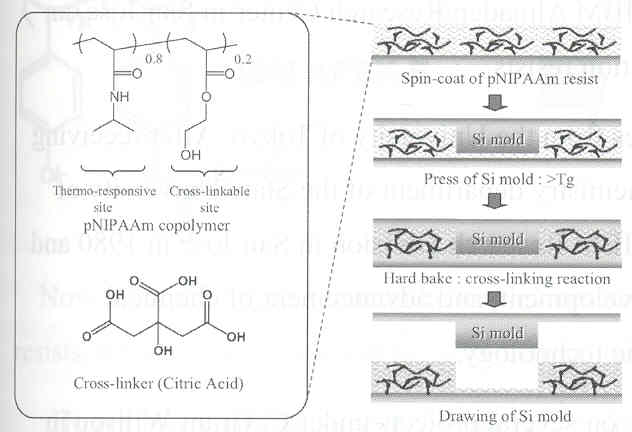 0.8
0.2
O
O
NH
O
OH
Thermo-responsive
site
Cross-linkable
site
pNIPAAm copolymer
O
OH
OH
O
O
OH
OH
Cross-linker (Citric Acid)
Spin-coat of pNIPAAm resist
Si mold
Press of Si mold : >Tg
Si mold
Hard bake : cross-linking reaction
Si mold
Drawing of Si mold